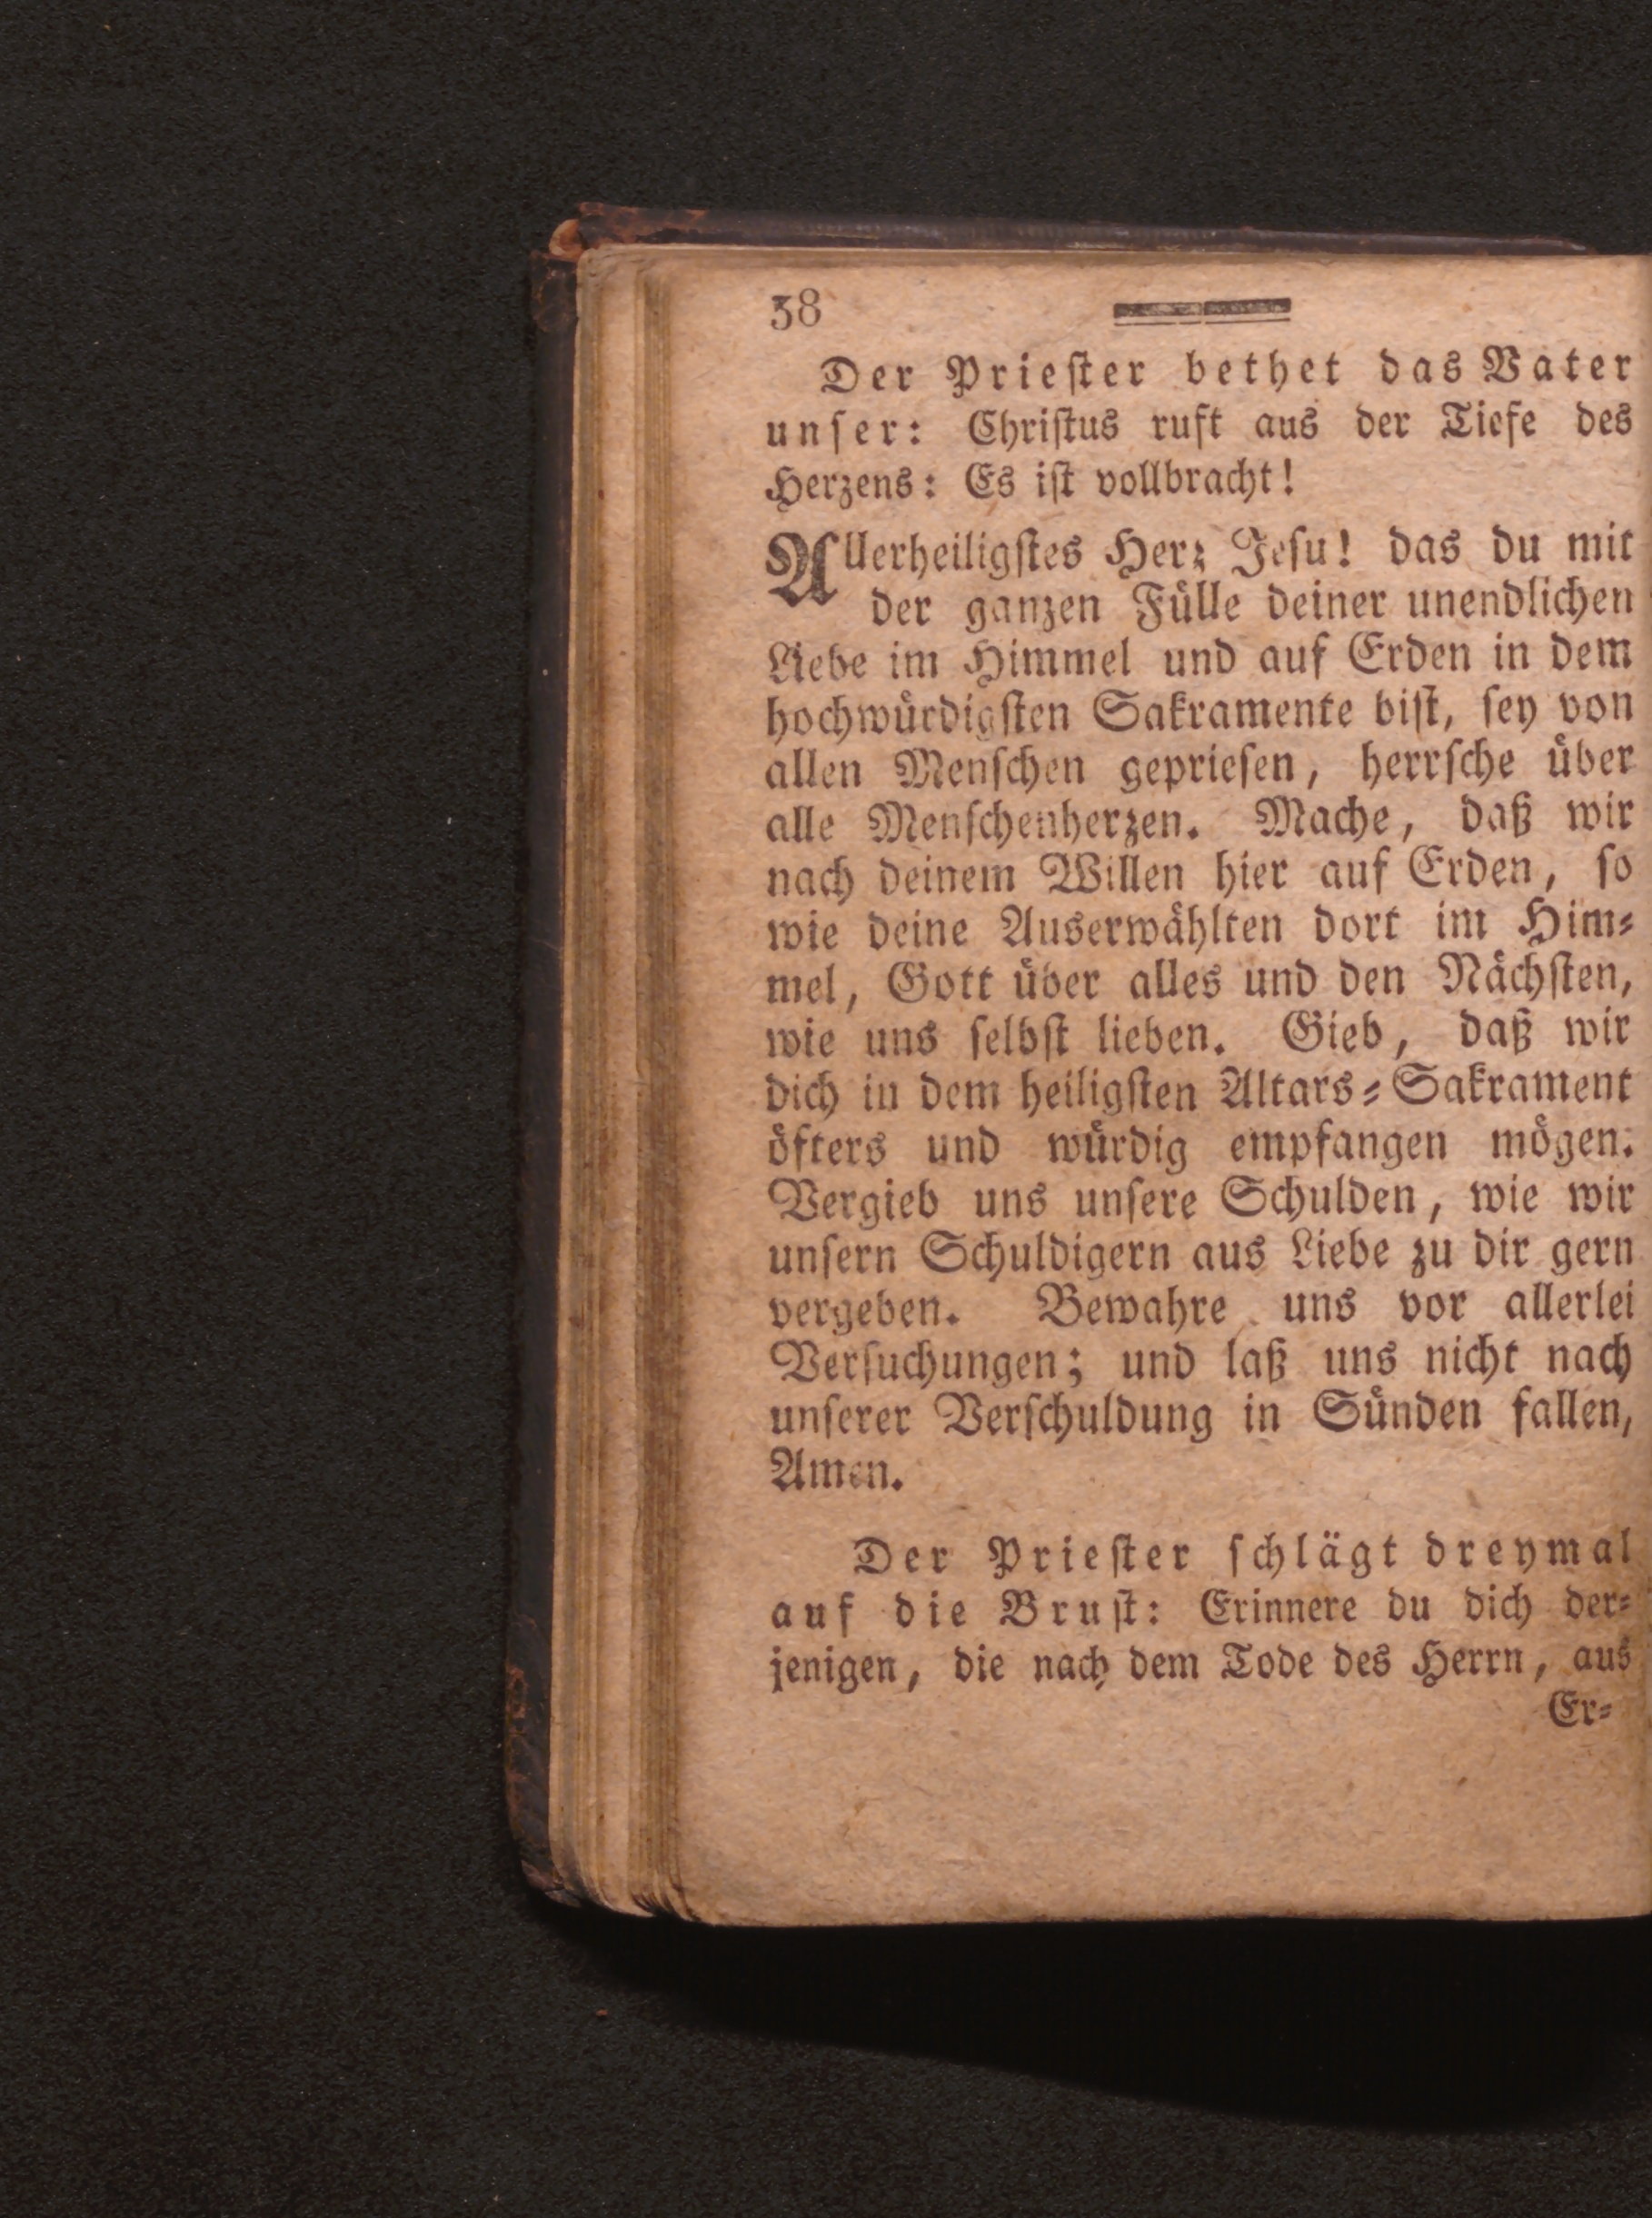 38
Der Prieſter bethet das Vater
unſer: Chriſtus ruft aus der Tiefe des
Herzens: Es iſt vollbracht!
Allerheiligſtes Herz Jeſu! das du mit
der ganzen Fülle deiner unendlichen
Liebe im Himmel und auf Erden in dem
hochwürdigſten Sakramente biſt, ſey von
allen Menſchen geprieſen, herrſche über
alle Menſchenherzen. Mache, daß wir
nach deinem Willen hier auf Erden, ſo
wie deine Auserwählten dort im Him⸗
mel, Gott über alles und den Nächſten,
wie uns ſelbſt lieben. Gieb, daß wir
dich in dem heiligſten Altars⸗Sakrament
öfters und würdig empfangen mögen.
Vergieb uns unſere Schulden, wie wir
unſern Schuldigern aus Liebe zu dir gern
vergeben. Bewahre uns vor allerlei
Verſuchungen; und laß uns nicht nach
unſerer Verſchuldung in Sünden fallen,
Amen.
Der Prieſter ſchlägt dreymal
auf die Bruſt: Erinnere du dich der⸗
jenigen, die nach dem Tode des Herrn, aus
Er⸗